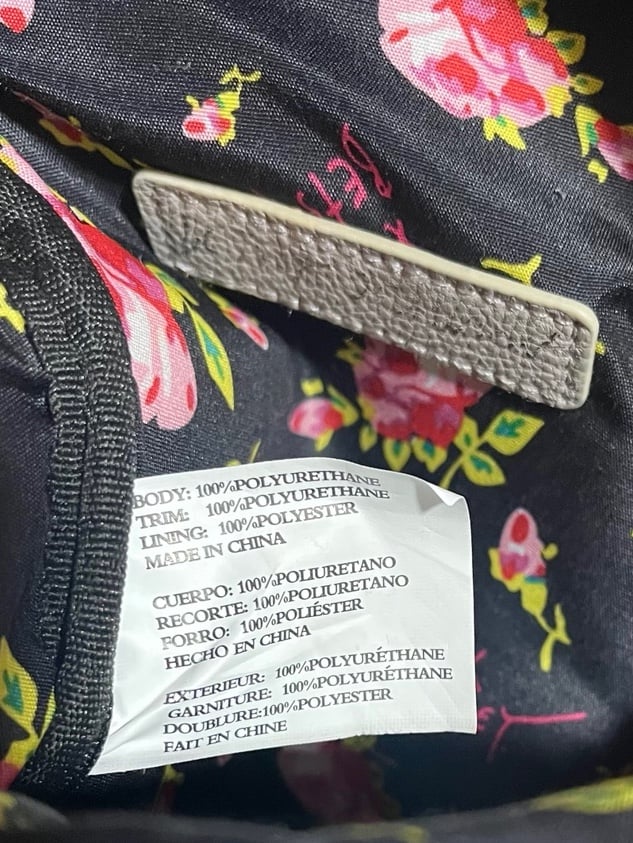 BODY: 100%POLYURETHANE
TRIM: 100%POLYURETHANE
LINING: 100%POLYESTER
MADE IN CHINA
CUERPO: 100%POLIURETANO
RECORTE: 100%POLIURETANO
FORRO: 100%POLIÉSTER
HECHO EN CHINA
EXTERIEUR: 100%POLYURÉTHANE
GARNITURE: 100%POLYURÉTHANE
DOUBLURE:100%POLYESTER
FAIT EN CHINE